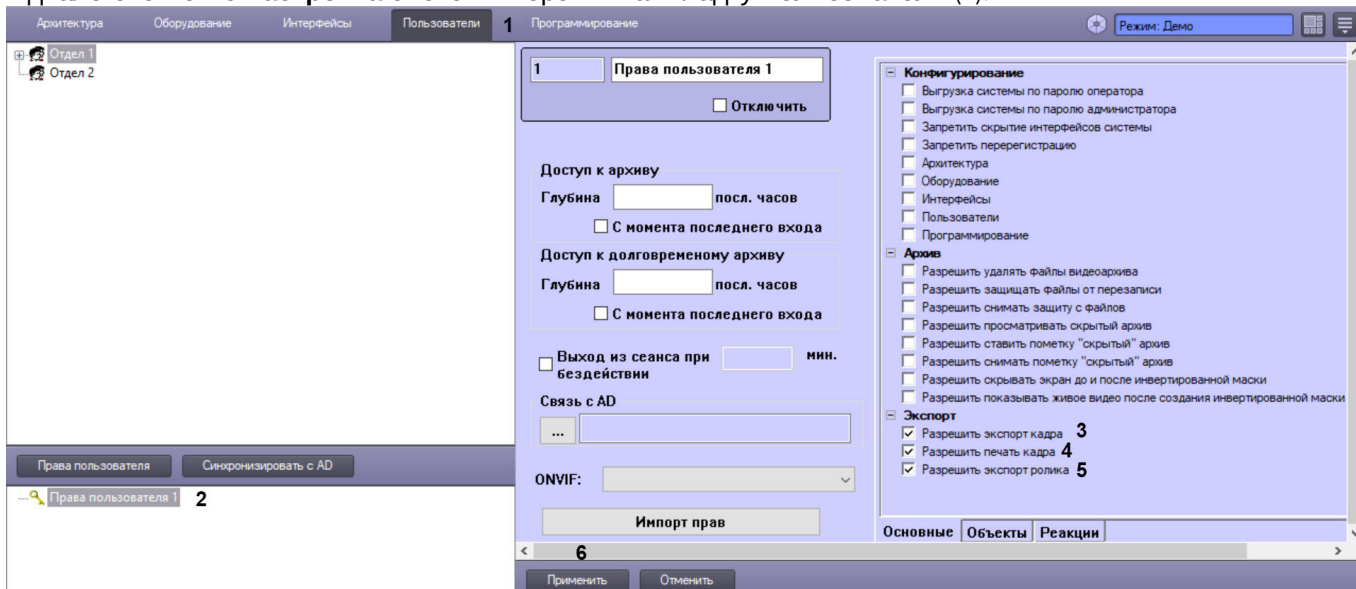 Архитектура Оборудование Интерфейсы Пользователи 1 Программирование Режим: Демо
Отдел 1
Отдел 2
Права пользователя
Синхронизировать с AD
Права пользователя 1 2
1 Права пользователя 1
Отключить
Доступ к архиву
Глубина посл. часов
С момента последнего входа
Доступ к долговременому архиву
Глубина посл. часов
С момента последнего входа
Выход из сеанса при мин.
бездействии
Связь с AD
...
ONVIF:
Импорт прав
Конфигурирование
Выгрузка системы по паролю оператора
Выгрузка системы по паролю администратора
Запретить скрытие интерфейсов системы
Запретить перерегистрацию
Архитектура
Оборудование
Интерфейсы
Пользователи
Программирование
Архив
Разрешить удалять файлы видеоархива
Разрешить защищать файлы от перезаписи
Разрешить снимать защиту с файлов
Разрешить просматривать скрытый архив
Разрешить ставить пометку "скрытый" архив
Разрешить снимать пометку "скрытый" архив
Разрешить скрывать экран до и после инвертированной маски
Разрешить показывать живое видео после создания инвертированной маски
Экспорт
Разрешить экспорт кадра 3
Разрешить печать кадра 4
Разрешить экспорт ролика 5
Основные Объекты Реакции
6
Применить Отменить